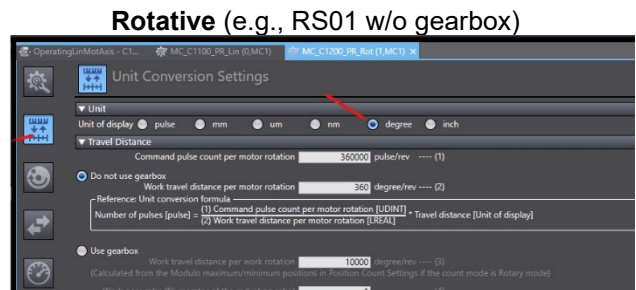 Rotative (e.g., RS01 w/o gearbox)
OperatingLinMotAxis - C1... MC_C1100_PR_Lin (0,MC1) MC_C1200_PR_Rot (1,MC1) ×
Unit Conversion Settings
▼ Unit
Unit of display pulse mm um nm degree inch
▼ Travel Distance
Command pulse count per motor rotation 360000 pulse/rev ---- (1)
Do not use gearbox
Work travel distance per motor rotation 360 degree/rev ---- (2)
Reference: Unit conversion formula
Number of pulses [pulse] = (1) Command pulse count per motor rotation [UDINT] * Travel distance [Unit of display]
(2) Work travel distance per motor rotation [LREAL]
Use gearbox
Work travel distance per work rotation 10000 degree/rev ---- (3)
(Calculated from the Modulo maximum/minimum positions in Position Count Settings if the count mode is Rotary mode)